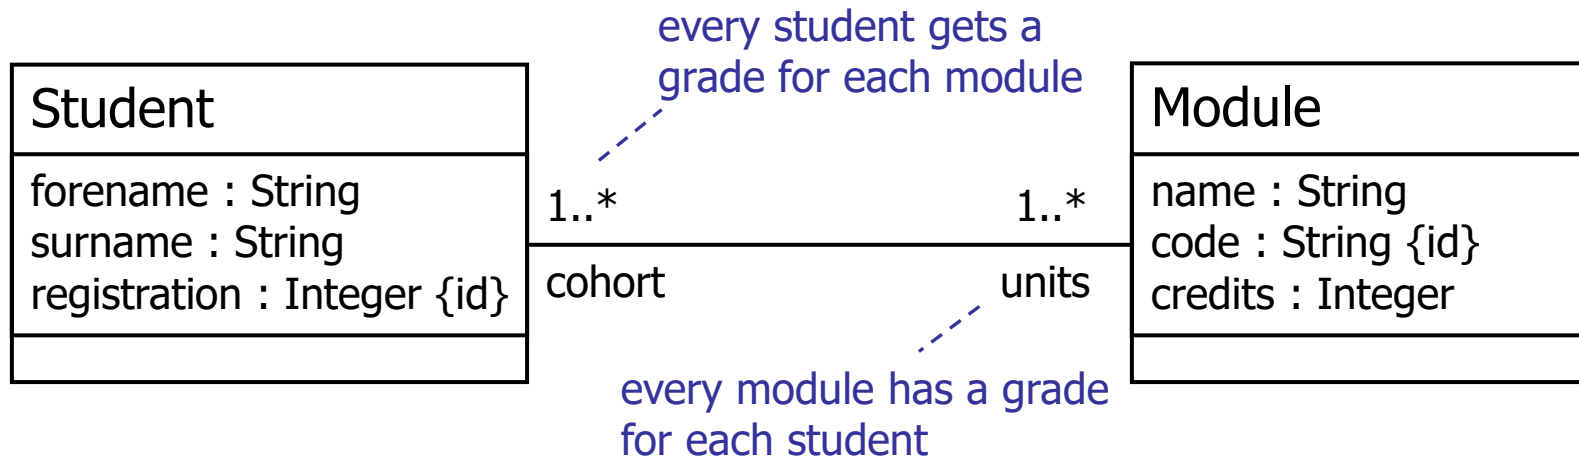 every student gets a
grade for each module
Student
forename : String
surname : String
registration : Integer {id}
1..*
cohort
1..*
units
Module
name : String
code : String {id}
credits : Integer
every module has a grade
for each student